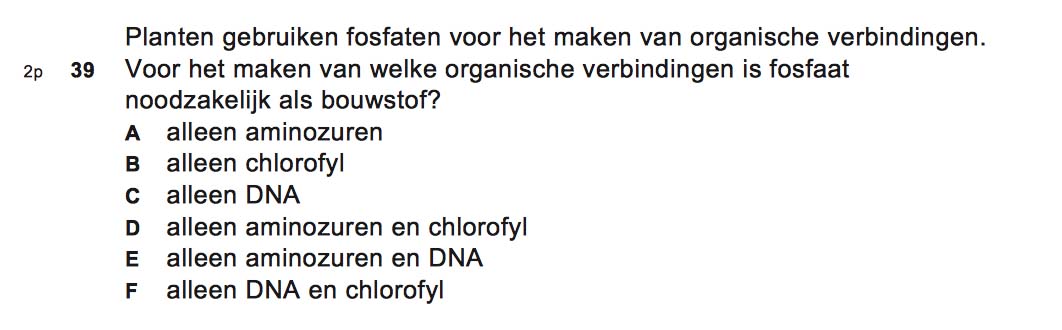 Planten gebruiken fosfaten voor het maken van organische verbindingen.
2p 39 Voor het maken van welke organische verbindingen is fosfaat
noodzakelijk als bouwstof?
A alleen aminozuren
B alleen chlorofyl
C alleen DNA
D alleen aminozuren en chlorofyl
E alleen aminozuren en DNA
F alleen DNA en chlorofyl